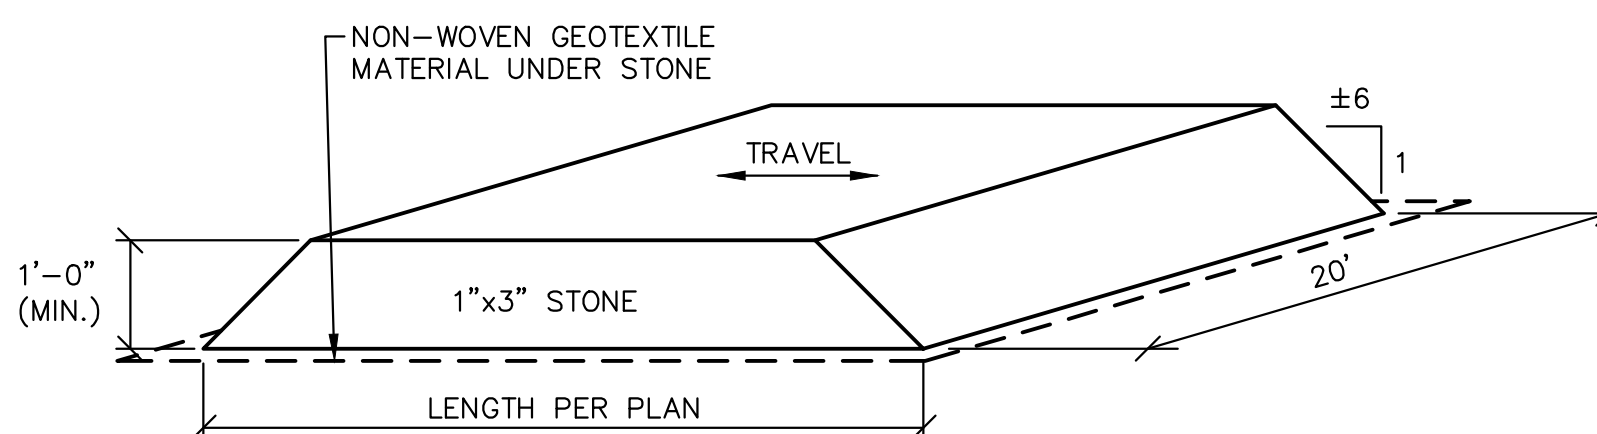 NON-WOVEN GEOTEXTILE
MATERIAL UNDER STONE
±6
1
TRAVEL
1'-0"
(MIN.)
1"x3" STONE
20'
LENGTH PER PLAN